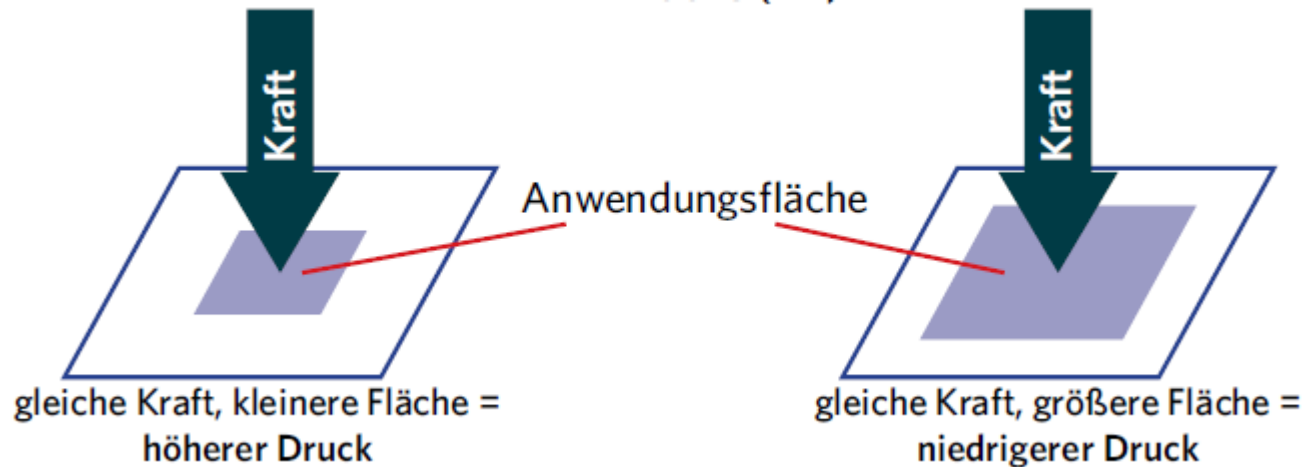 Kraft
Kraft
Anwendungsfläche
gleiche Kraft, kleinere Fläche =
höherer Druck
gleiche Kraft, größere Fläche =
niedrigerer Druck